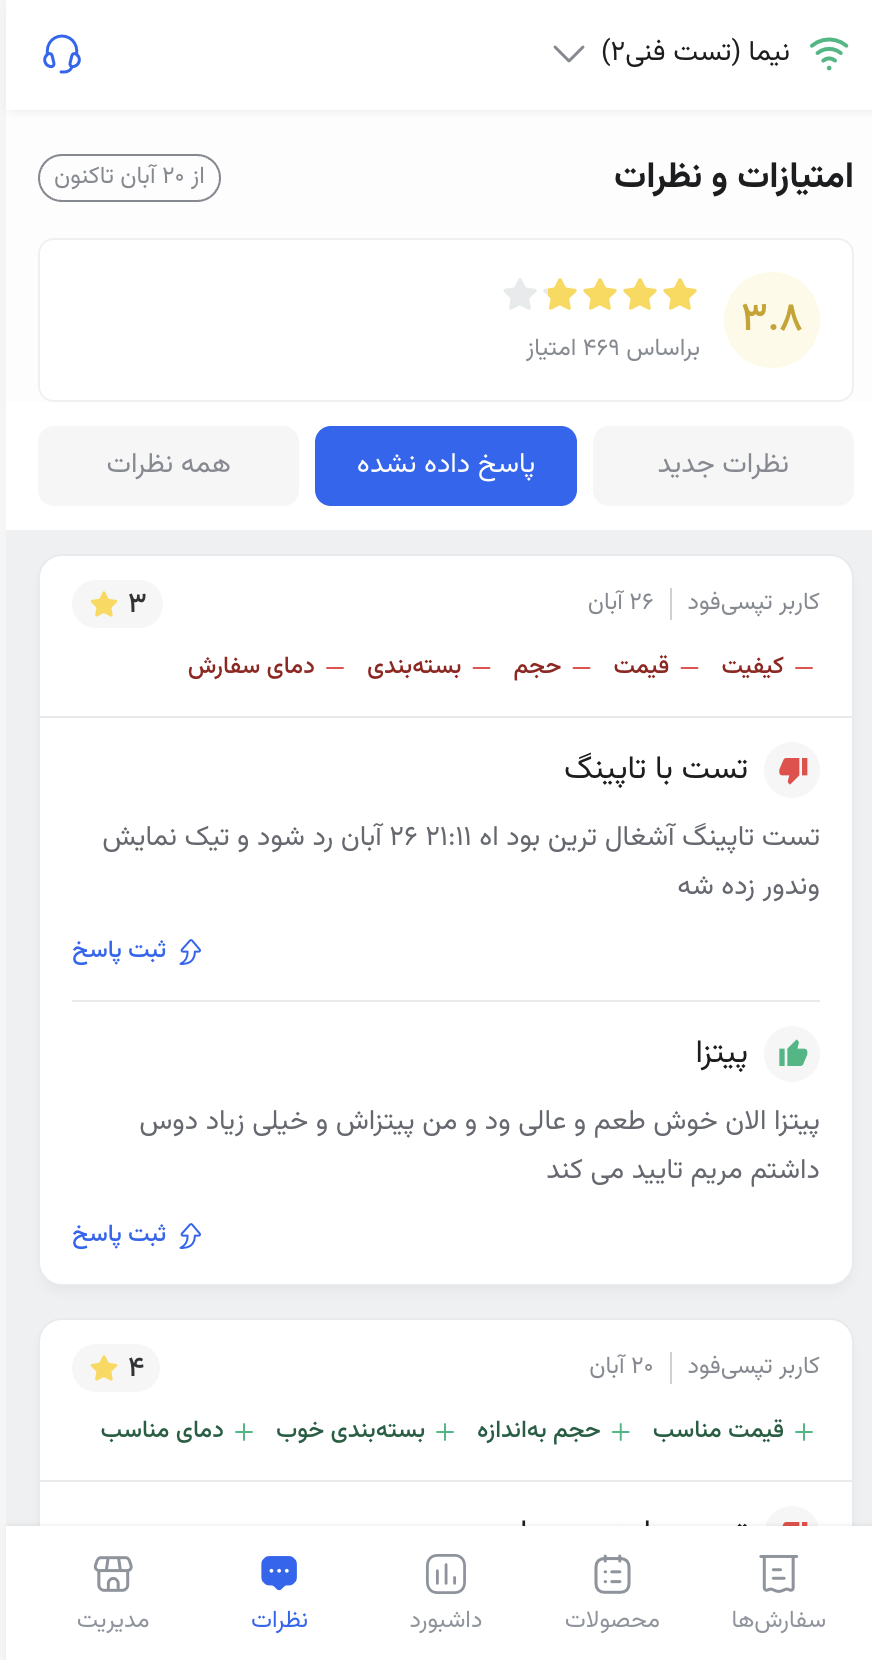 نیما (تست فنی۲)
امتیازات و نظرات
از ۲۰ آبان تاکنون
۳.۸
براساس ۴۶۹ امتیاز
نظرات جدید
پاسخ داده نشده
همه نظرات
کاربر تپسی‌فود | ۲۶ آبان
۳
— کیفیت — قیمت — حجم — بسته‌بندی — دمای سفارش
تست با تاپینگ
تست تاپینگ آشغال ترین بود اه ۲۱:۱۱ ۲۶ آبان رد شود و تیک نمایش
وندور زده شه
ثبت پاسخ
پیتزا
پیتزا الان خوش طعم و عالی ود و من پیتزاش و خیلی زیاد دوس
داشتم مریم تایید می کند
ثبت پاسخ
کاربر تپسی‌فود | ۲۰ آبان
۴
+ قیمت مناسب + حجم به‌اندازه + بسته‌بندی خوب + دمای مناسب
سفارش‌ها
محصولات
داشبورد
نظرات
مدیریت